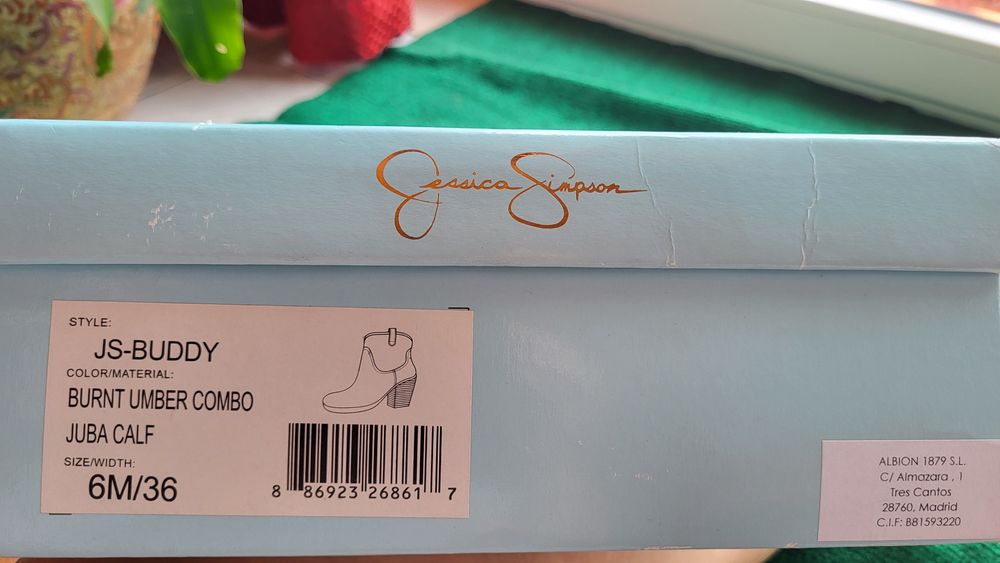 Jessica Simpson
STYLE:
JS-BUDDY
COLOR/MATERIAL:
BURNT UMBER COMBO
JUBA CALF
SIZE/WIDTH:
6M/36
8 86923 26861 7
ALBION 1879 S.L.
C/ Almazara , 1
Tres Cantos
28760, Madrid
C.I.F: B81593220